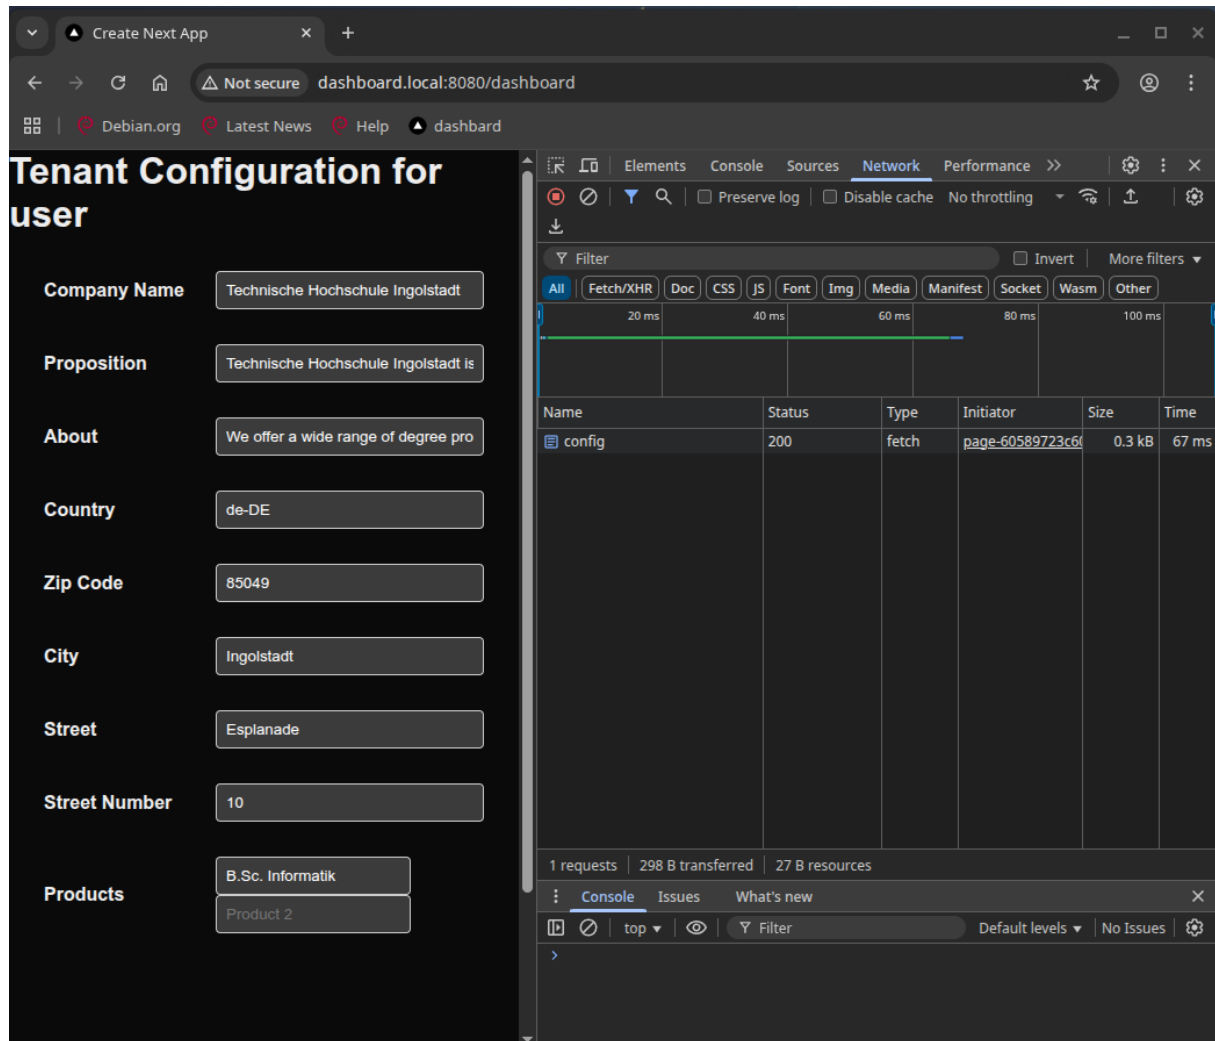 Create Next App
Not secure dashboard.local:8080/dashboard
Debian.org Latest News Help dashbard
Tenant Configuration for
user
Company Name Technische Hochschule Ingolstadt
Proposition Technische Hochschule Ingolstadt is
About We offer a wide range of degree pro
Country de-DE
Zip Code 85049
City Ingolstadt
Street Esplanade
Street Number 10
Products B.Sc. Informatik
Product 2
Elements Console Sources Network Performance
Preserve log Disable cache No throttling
Filter Invert More filters
All Fetch/XHR Doc CSS JS Font Img Media Manifest Socket Wasm Other
20 ms 40 ms 60 ms 80 ms 100 ms
Name Status Type Initiator Size Time
config 200 fetch page-60589723c60 0.3 kB 67 ms
1 requests 298 B transferred 27 B resources
Console Issues What's new
top Filter Default levels No Issues